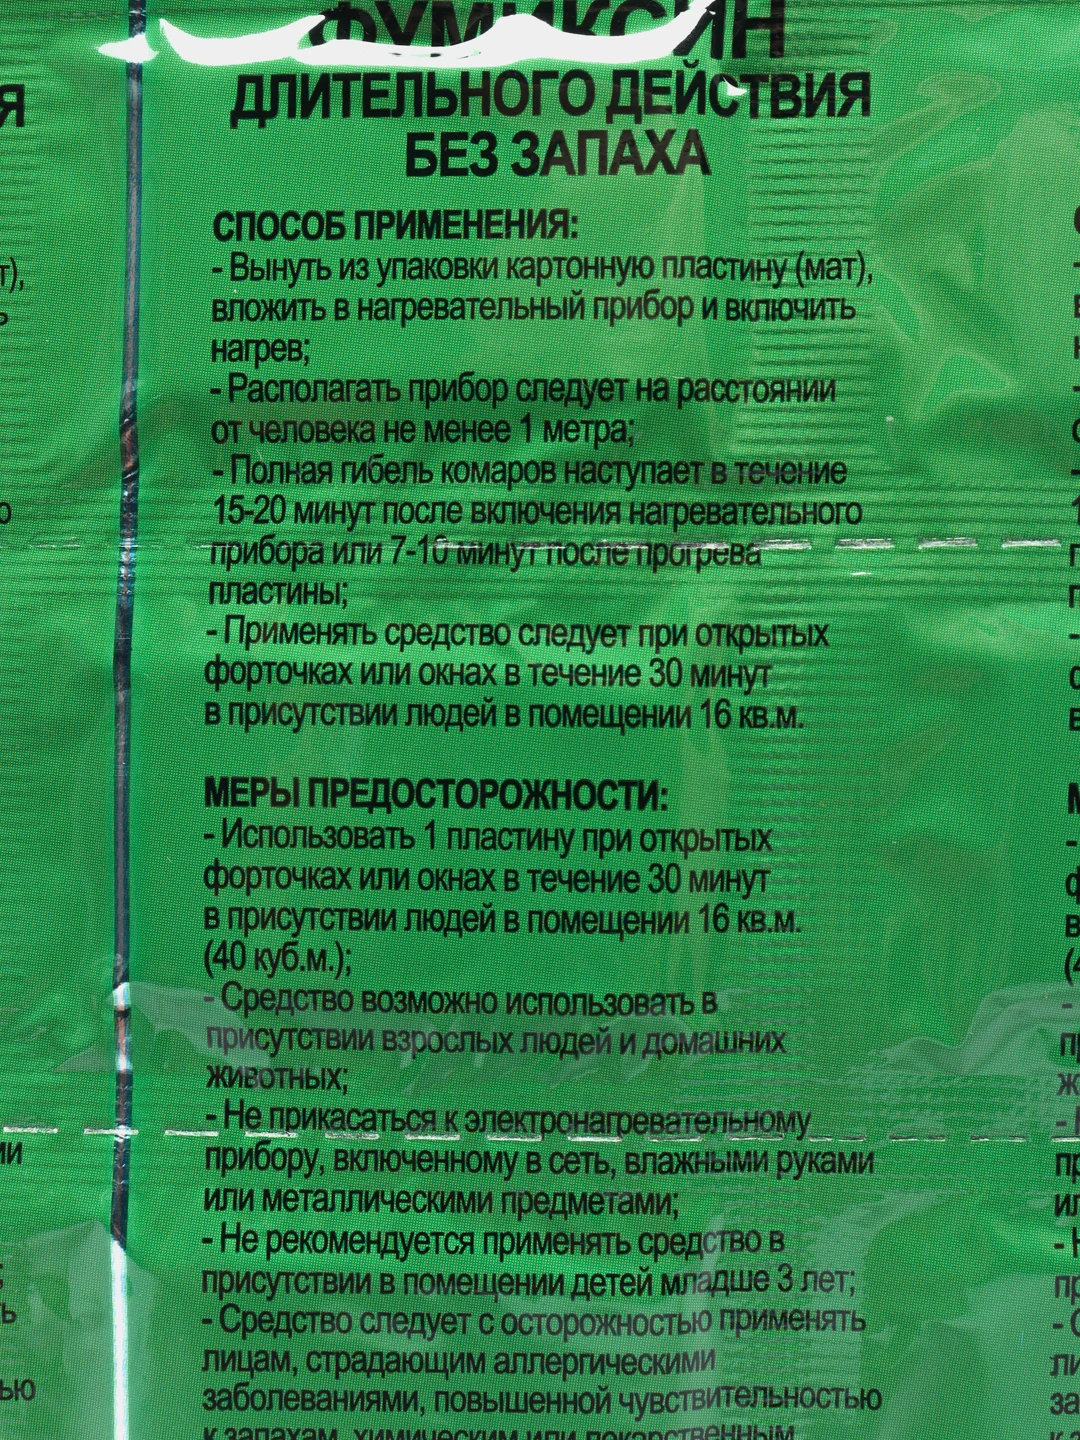 ФУМИКСИН
ДЛИТЕЛЬНОГО ДЕЙСТВИЯ
БЕЗ ЗАПАХА
СПОСОБ ПРИМЕНЕНИЯ:
- Вынуть из упаковки картонную пластину (мат),
вложить в нагревательный прибор и включить
нагрев;
- Располагать прибор следует на расстоянии
от человека не менее 1 метра;
- Полная гибель комаров наступает в течение
15-20 минут после включения нагревательного
прибора или 7-10 минут после прогрева
пластины;
- Применять средство следует при открытых
форточках или окнах в течение 30 минут
в присутствии людей в помещении 16 кв.м.
МЕРЫ ПРЕДОСТОРОЖНОСТИ:
- Использовать 1 пластину при открытых
форточках или окнах в течение 30 минут
в присутствии людей в помещении 16 кв.м.
(40 куб.м.);
- Средство возможно использовать в
присутствии взрослых людей и домашних
животных;
- Не прикасаться к электронагревательному
прибору, включенному в сеть, влажными руками
или металлическими предметами;
- Не рекомендуется применять средство в
присутствии в помещении детей младше 3 лет;
- Средство следует с осторожностью применять
лицам, страдающим аллергическими
заболеваниями, повышенной чувствительностью
к запахам, химическим или лекарственным